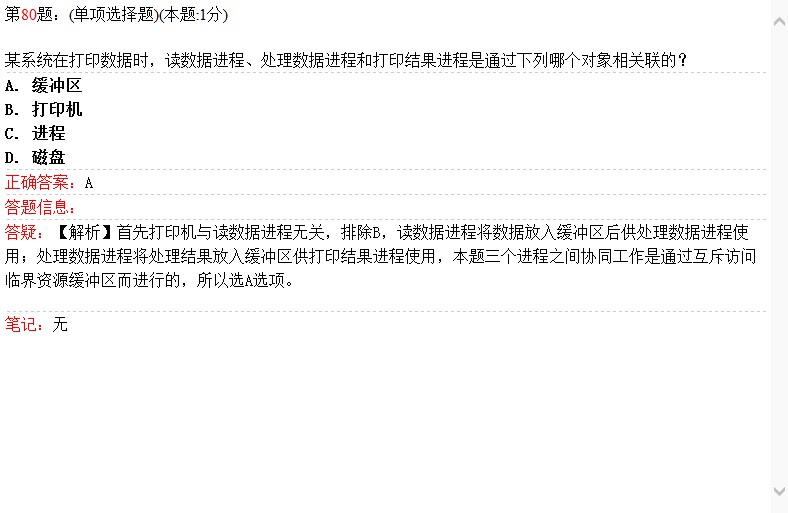 第80题：(单项选择题)(本题:1分)
某系统在打印数据时，读数据进程、处理数据进程和打印结果进程是通过下列哪个对象相关联的？
A. 缓冲区
B. 打印机
C. 进程
D. 磁盘
正确答案：A
答题信息：
答疑：【解析】首先打印机与读数据进程无关，排除B，读数据进程将数据放入缓冲区后供处理数据进程使
用；处理数据进程将处理结果放入缓冲区供打印结果进程使用，本题三个进程之间协同工作是通过互斥访问
临界资源缓冲区而进行的，所以选A选项。
笔记：无